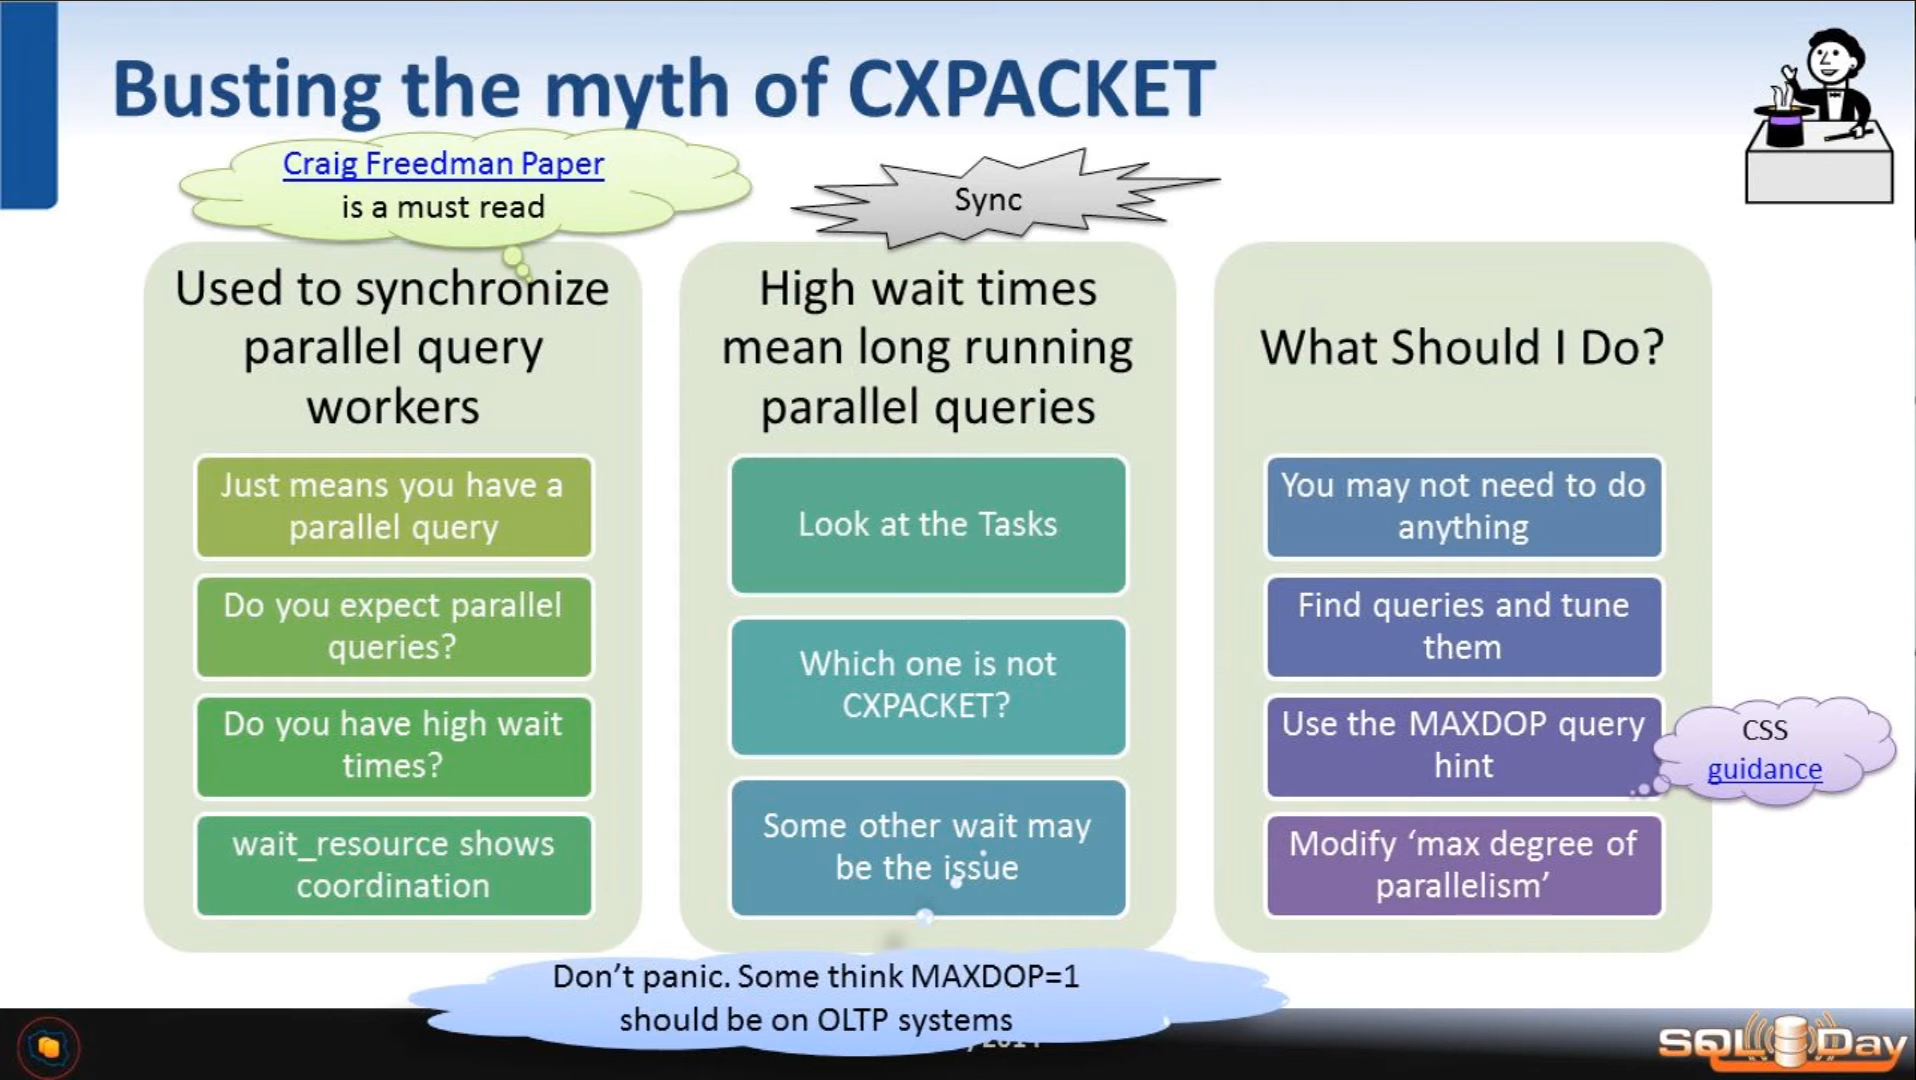 Busting the myth of CXPACKET
Craig Freedman Paper
is a must read
Sync
Used to synchronize
parallel query
workers
Just means you have a
parallel query
Do you expect parallel
queries?
Do you have high wait
times?
wait_resource shows
coordination
High wait times
mean long running
parallel queries
Look at the Tasks
Which one is not
CXPACKET?
Some other wait may
be the issue
What Should I Do?
You may not need to do
anything
Find queries and tune
them
Use the MAXDOP query
hint
CSS
guidance
Modify ‘max degree of
parallelism’
Don’t panic. Some think MAXDOP=1
should be on OLTP systems
SQL Day